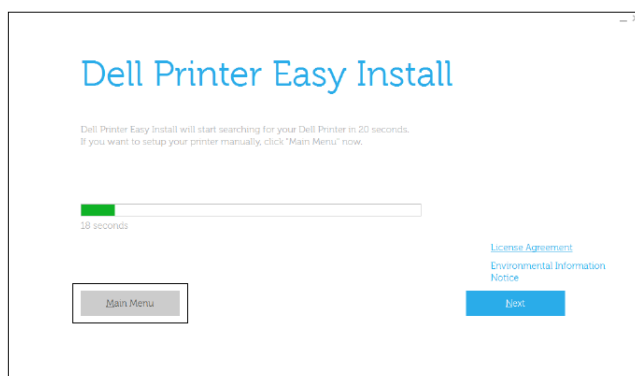 Dell Printer Easy Install
Dell Printer Easy Install will start searching for your Dell Printer in 20 seconds.
If you want to setup your printer manually, click "Main Menu" now.
18 seconds
License Agreement
Environmental Information
Notice
Main Menu
Next